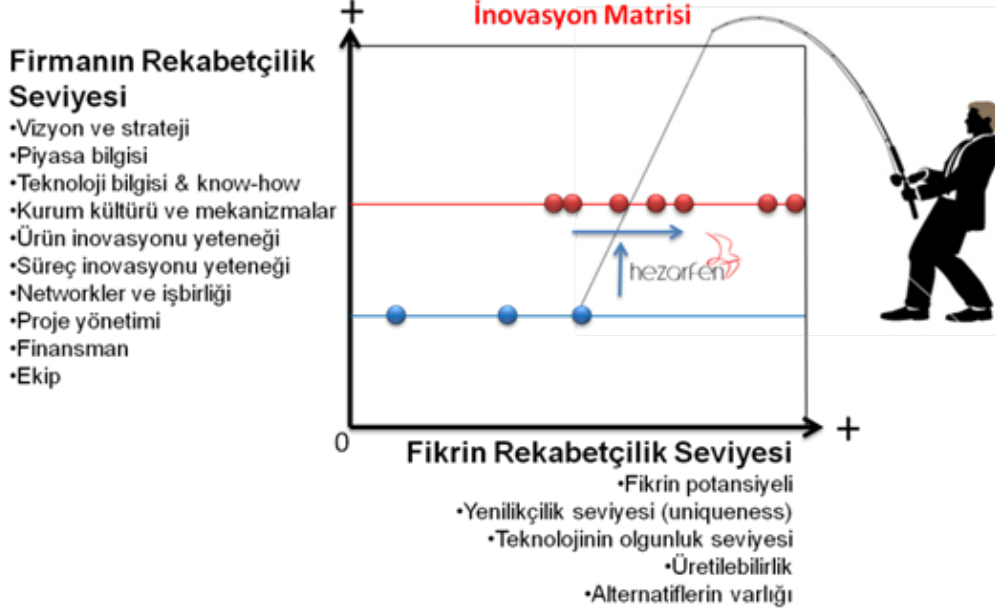 +
İnovasyon Matrisi
Firmanın Rekabetçilik
Seviyesi
•Vizyon ve strateji
•Piyasa bilgisi
•Teknoloji bilgisi & know-how
•Kurum kültürü ve mekanizmalar
•Ürün inovasyonu yeteneği
•Süreç inovasyonu yeteneği
•Networkler ve işbirliği
•Proje yönetimi
•Finansman
•Ekip
hezarfen
0
+
Fikrin Rekabetçilik Seviyesi
•Fikrin potansiyeli
•Yenilikçilik seviyesi (uniqueness)
•Teknolojinin olgunluk seviyesi
•Üretilebilirlik
•Alternatiflerin varlığı